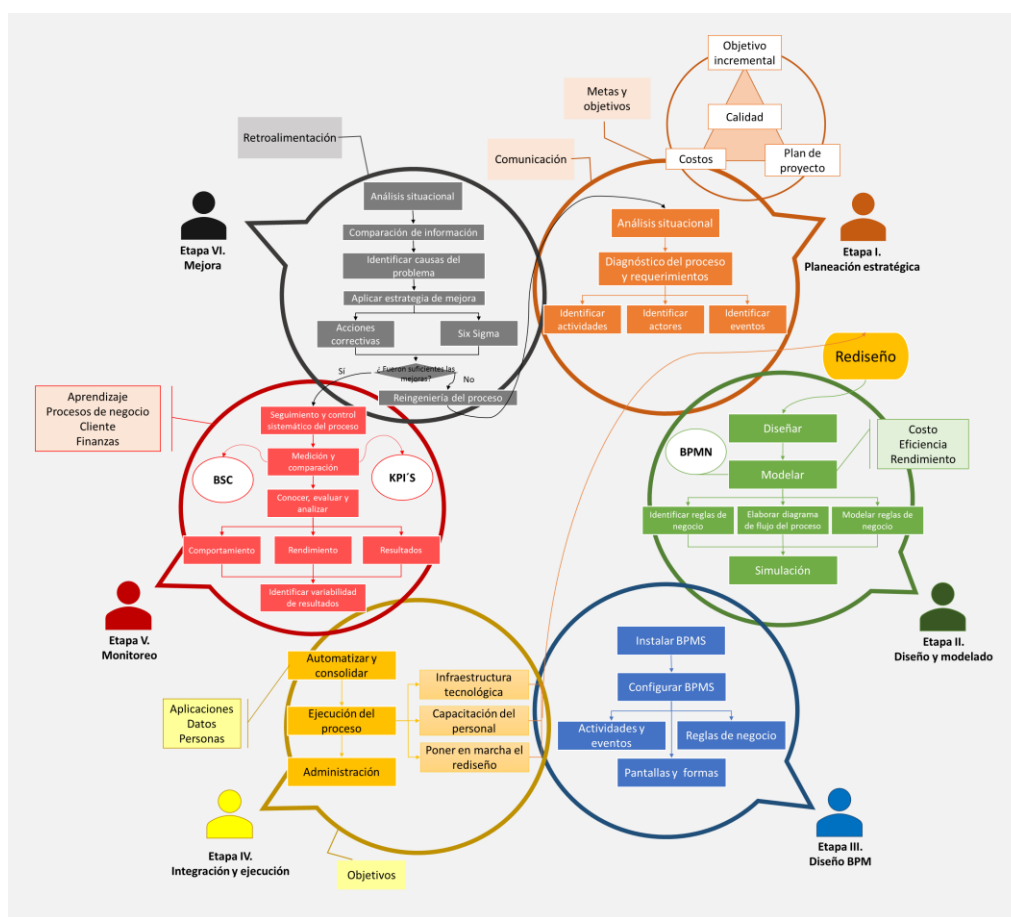 Objetivo
incremental
Calidad
Costos
Plan de
proyecto
Metas y
objetivos
Comunicación
Análisis situacional
Diagnóstico del proceso
y requerimientos
Identificar
actividades
Identificar
actores
Identificar
eventos
Etapa I.
Planeación estratégica
Rediseño
Diseñar
BPMN
Modelar
Costo
Eficiencia
Rendimiento
Identificar reglas de
negocio
Elaborar diagrama
de flujo del proceso
Modelar reglas de
negocio
Simulación
Etapa II.
Diseño y modelado
Instalar BPMS
Configurar BPMS
Actividades y
eventos
Reglas de negocio
Pantallas y formas
Etapa III.
Diseño BPM
Automatizar y
consolidar
Ejecución del
proceso
Administración
Infraestructura
tecnológica
Capacitación del
personal
Poner en marcha el
rediseño
Aplicaciones
Datos
Personas
Objetivos
Etapa IV.
Integración y ejecución
Aprendizaje
Procesos de negocio
Cliente
Finanzas
Seguimiento y control
sistemático del proceso
Medición y
comparación
BSC
KPI´S
Conocer, evaluar y
analizar
Comportamiento
Rendimiento
Resultados
Identificar variabilidad
de resultados
Etapa V.
Monitoreo
Retroalimentación
Análisis situacional
Comparación de información
Identificar causas del
problema
Aplicar estrategia de mejora
Acciones
correctivas
Six Sigma
¿ Fueron suficientes las
mejoras?
Sí
No
Reingeniería del proceso
Etapa VI.
Mejora